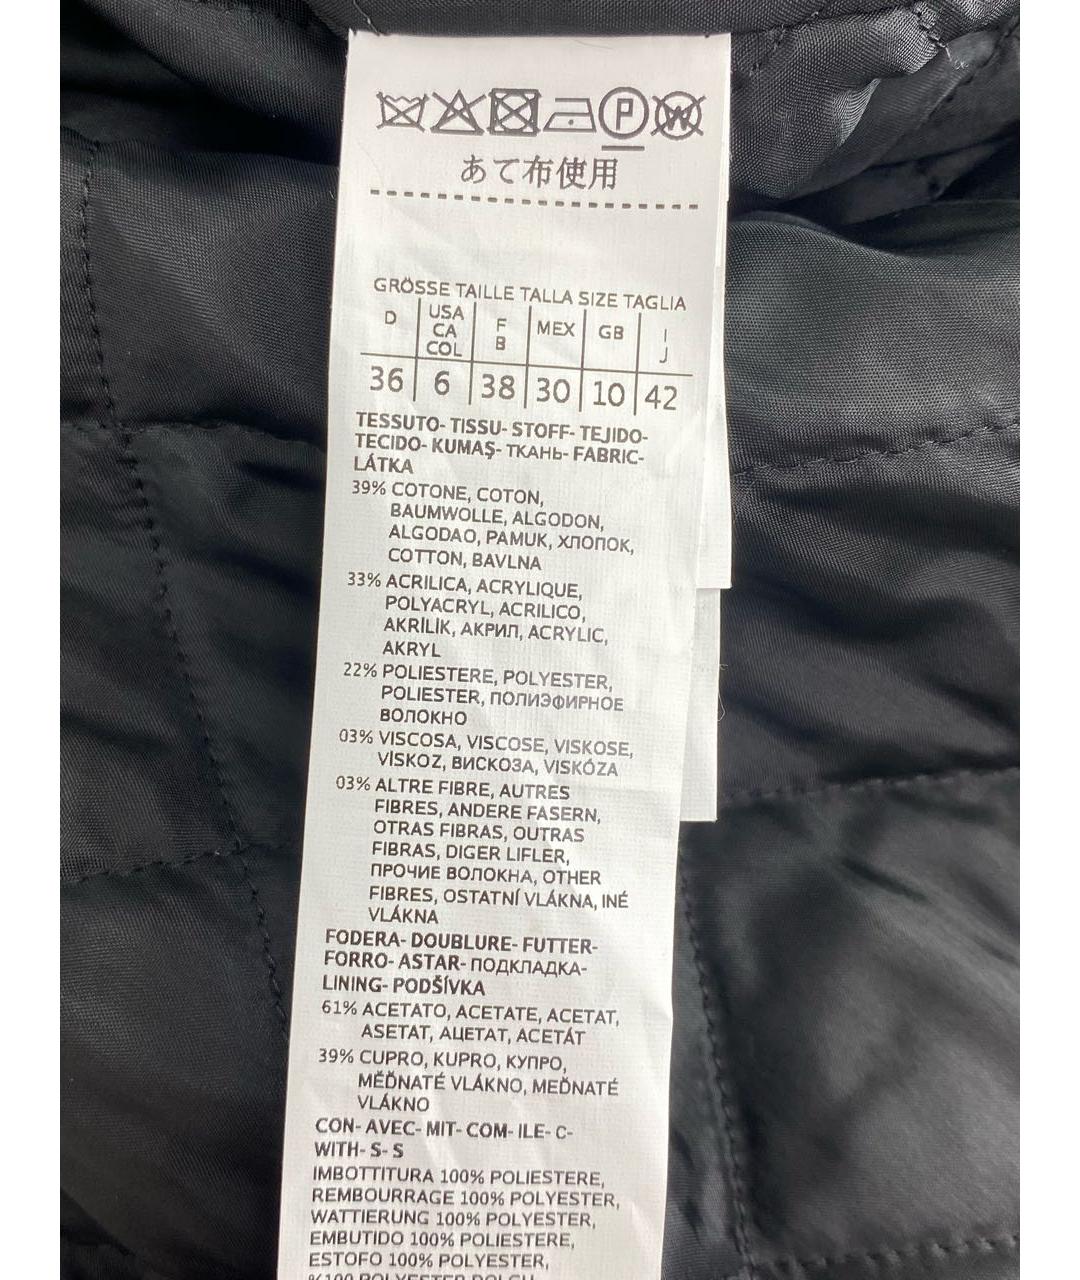 P W
あて布使用
GRÖSSE TAILLE TALLA SIZE TAGLIA
D USA CA COL F B MEX GB I J
36 6 38 30 10 42
TESSUTO- TISSU- STOFF- TEJIDO-
TECIDO- KUMAŞ- ТКАНЬ- FABRIC-
LÁTKA
39% COTONE, COTON,
BAUMWOLLE, ALGODON,
ALGODAO, PAMUK, ХЛОПОК,
COTTON, BAVLNA
33% ACRILICA, ACRYLIQUE,
POLYACRYL, ACRILICO,
AKRİLİK, АКРИЛ, ACRYLIC,
AKRYL
22% POLIESTERE, POLYESTER,
POLIESTER, ПОЛИЭФИРНОЕ
ВОЛОКНО
03% VISCOSA, VISCOSE, VISKOSE,
VİSKOZ, ВИСКОЗА, VISKÓZA
03% ALTRE FIBRE, AUTRES
FIBRES, ANDERE FASERN,
OTRAS FIBRAS, OUTRAS
FIBRAS, DIGER LIFLER,
ПРОЧИЕ ВОЛОКНА, OTHER
FIBRES, OSTATNÍ VLÁKNA, INÉ
VLÁKNA
FODERA- DOUBLURE- FUTTER-
FORRO- ASTAR- ПОДКЛАДКА-
LINING- PODŠÍVKA
61% ACETATO, ACETATE, ACETAT,
ASETAT, АЦЕТАТ, ACETÁT
39% CUPRO, KUPRO, КУПРО,
MĚĎNATÉ VLÁKNO, MEĎNATÉ
VLÁKNO
CON- AVEC- MIT- COM- ILE- С-
WITH- S- S
IMBOTTITURA 100% POLIESTERE,
REMBOURRAGE 100% POLYESTER,
WATTIERUNG 100% POLYESTER,
EMBUTIDO 100% POLIESTERE,
ESTOFO 100% POLYESTER,
%100 POLYESTER DOLGU